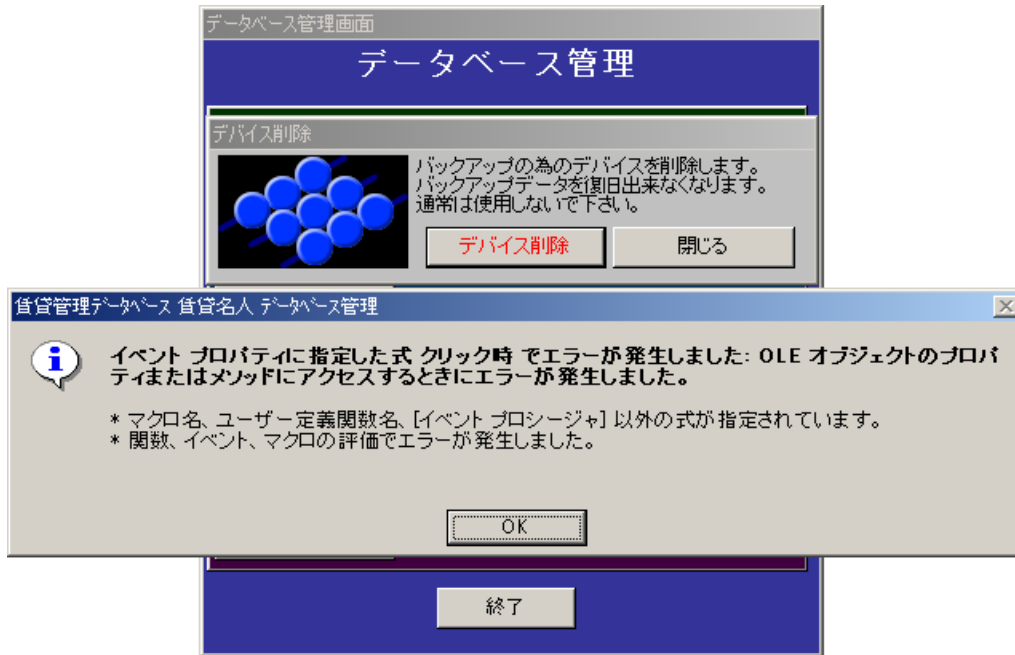 データベース管理画面
データベース管理
デバイス削除
バックアップの為のデバイスを削除します。
バックアップデータを復旧出来なくなります。
通常は使用しないで下さい。
デバイス削除
閉じる
賃貸管理ﾃﾞｰﾀﾍﾞｰｽ 賃貸名人 ﾃﾞｰﾀﾍﾞｰｽ管理
イベント プロパティに指定した式 クリック時 でエラーが発生しました: OLE オブジェクトのプロパ
ティまたはメソッドにアクセスするときにエラーが発生しました。
* マクロ名、ユーザー定義関数名、[イベント プロシージャ] 以外の式が指定されています。
* 関数、イベント、マクロの評価でエラーが発生しました。
OK
終了